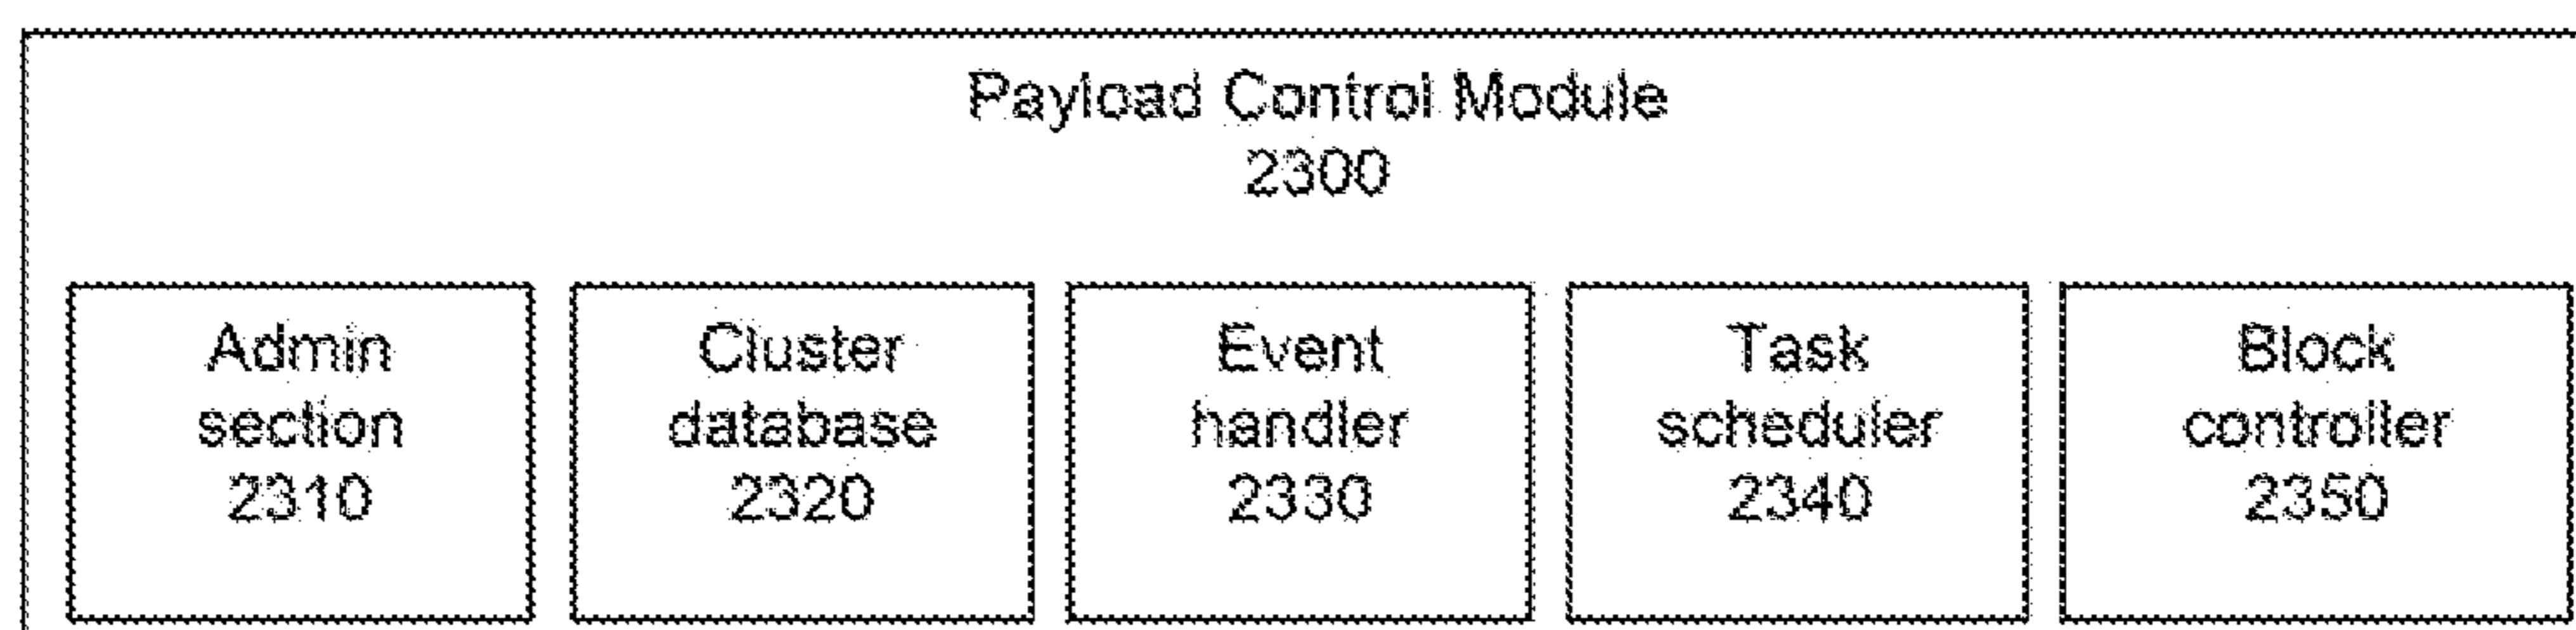 Payload Control Module
2300
Admin
section
2310
Cluster
database
2320
Event
handler
2330
Task
scheduler
2340
Block
controller
2350